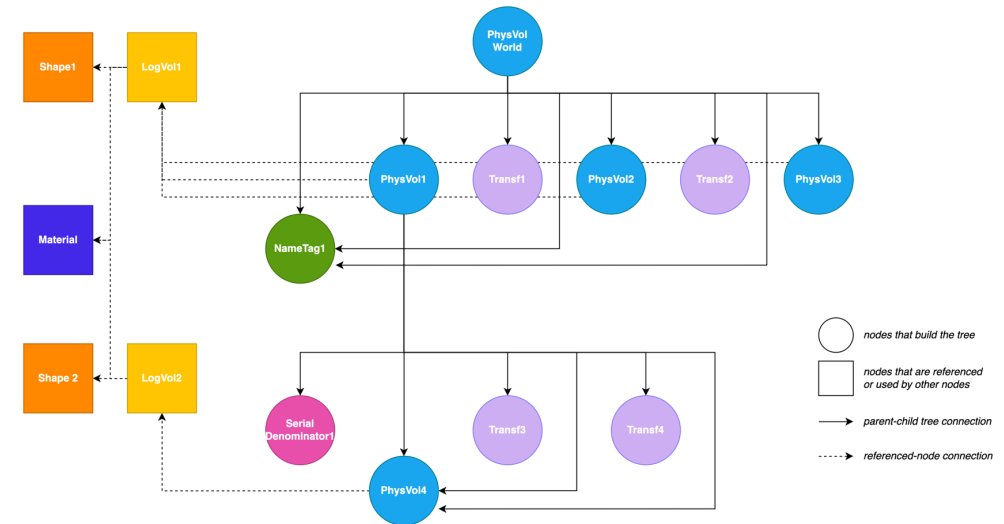 PhysVol
World
Shape1
LogVol1
PhysVol1
Transf1
PhysVol2
Transf2
PhysVol3
Material
NameTag1
nodes that build the tree
Shape 2
LogVol2
nodes that are referenced
or used by other nodes
parent-child tree connection
Serial
Denominator1
Transf3
Transf4
referenced-node connection
PhysVol4